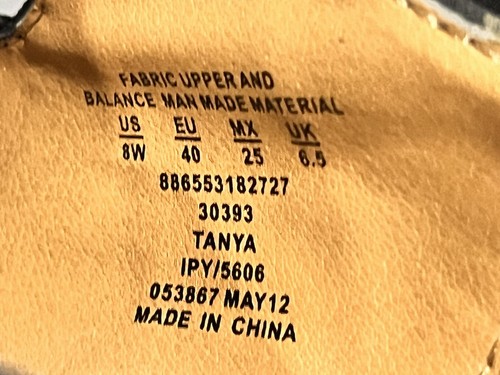 FABRIC UPPER AND
BALANCE MAN MADE MATERIAL
US EU MX UK
8W 40 25 6.5
886553182727
30393
TANYA
IPY/5606
053867 MAY12
MADE IN CHINA